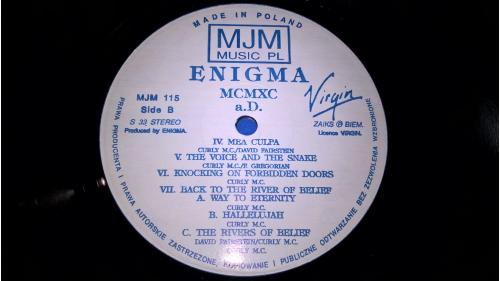 MADE IN POLAND
MJM
MUSIC PL
ENIGMA
MCMXC
a.D.
MJM 115
Side B
S 33 STEREO
Produced by ENIGMA.
Virgin
ZAIKS ℗ BIEM.
Licence VIRGIN.
IV. MEA CULPA
CURLY M.C./DAVID FAIRSTEIN
V. THE VOICE AND THE SNAKE
CURLY M.C./F. GREGORIAN
VI. KNOCKING ON FORBIDDEN DOORS
CURLY M.C.
VII. BACK TO THE RIVER OF BELIEF
A. WAY TO ETERNITY
CURLY M.C.
B. HALLELUJAH
CURLY M.C.
C. THE RIVERS OF BELIEF
DAVID FAIRSTEIN/CURLY M.C.
CURLY M.C.
PRAWA PRODUCENTA I PRAWA AUTORSKIE ZASTRZEŻONE, KOPIOWANIE I PUBLICZNE ODTWARZANIE BEZ ZEZWOLENIA WZBRONIONE